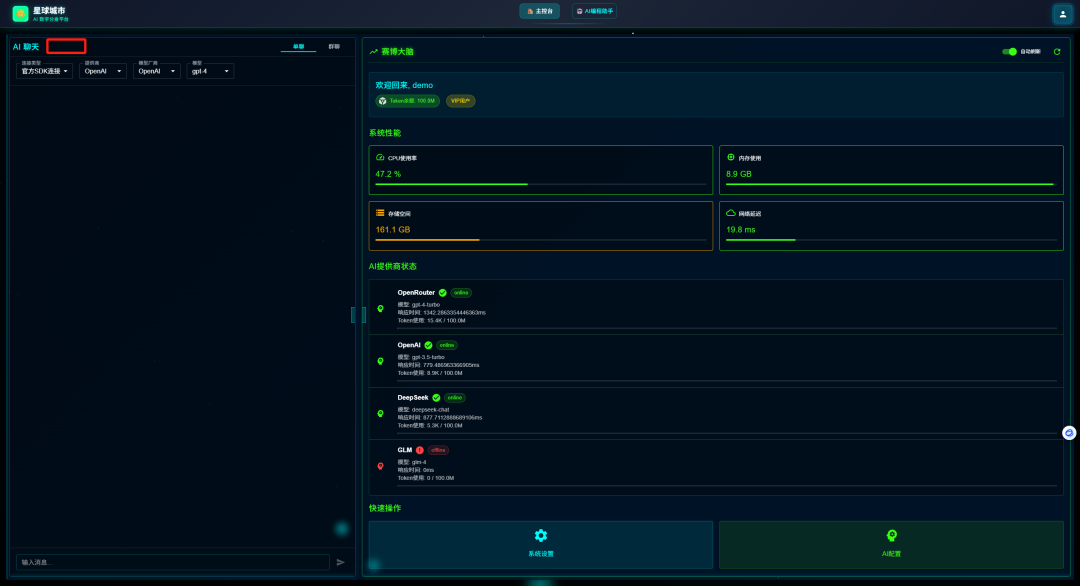 星球城市
AI 数字分身平台
主控台
AI编程助手
AI 聊天
单聊
群聊
连接类型
官方SDK连接
提供商
OpenAI
模型厂商
OpenAI
模型
gpt-4
输入消息...
赛博大脑
自动刷新
欢迎回来, demo
Token余额: 100.0M
VIP用户
系统性能
CPU使用率
47.2 %
内存使用
8.9 GB
存储空间
161.1 GB
网络延迟
19.8 ms
AI提供商状态
OpenRouter
online
模型: gpt-4-turbo
响应时间: 1342.2863354446363ms
Token使用: 15.4K / 100.0M
OpenAI
online
模型: gpt-3.5-turbo
响应时间: 779.486963366905ms
Token使用: 8.9K / 100.0M
DeepSeek
online
模型: deepseek-chat
响应时间: 877.7112888689106ms
Token使用: 5.3K / 100.0M
GLM
offline
模型: glm-4
响应时间: 0ms
Token使用: 0 / 100.0M
快速操作
系统设置
AI配置